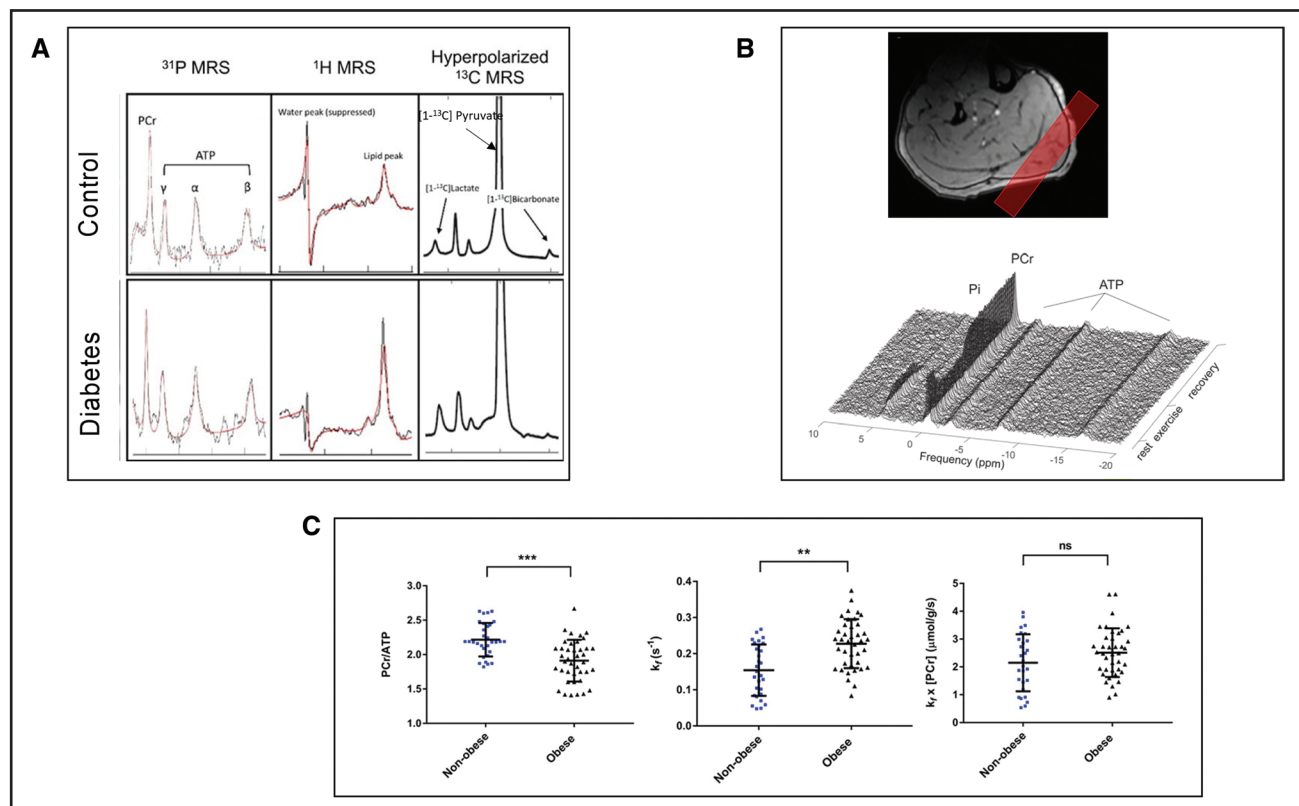 A
³¹P MRS
¹H MRS
Hyperpolarized
¹³C MRS
Control
PCr
ATP
γ
α
β
Water peak (suppressed)
Lipid peak
[1-¹³C] Pyruvate
[1-¹³C]Lactate
[1-¹³C]Bicarbonate
Diabetes
B
PCr
Pi
ATP
10
5
0
-5
-10
-15
-20
Frequency (ppm)
rest exercise recovery
C
***
3.0
2.5
2.0
1.5
1.0
PCr/ATP
Non-obese
Obese
**
0.4
0.3
0.2
0.1
0.0
kf (s⁻¹)
Non-obese
Obese
ns
5
4
3
2
1
0
kf x [PCr] (μmol/g/s)
Non-obese
Obese